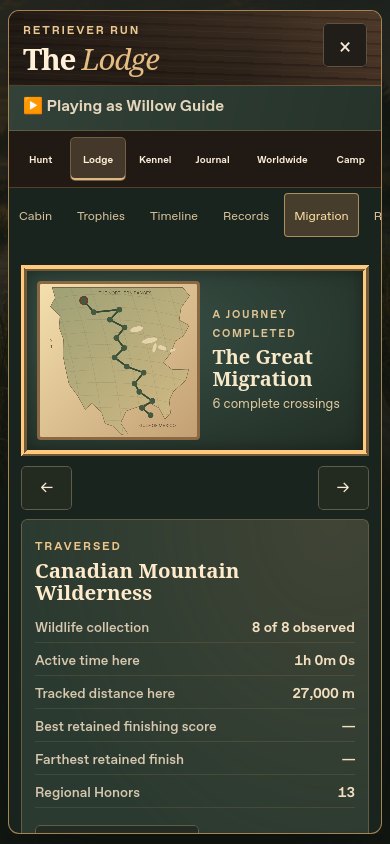 RETRIEVER RUN
The Lodge
×
Playing as Willow Guide
Hunt Lodge Kennel Journal Worldwide Camp
Cabin Trophies Timeline Records Migration R
A JOURNEY
COMPLETED
The Great
Migration
6 complete crossings
← →
TRAVERSED
Canadian Mountain
Wilderness
Wildlife collection 8 of 8 observed
Active time here 1h 0m 0s
Tracked distance here 27,000 m
Best retained finishing score —
Farthest retained finish —
Regional Honors 13